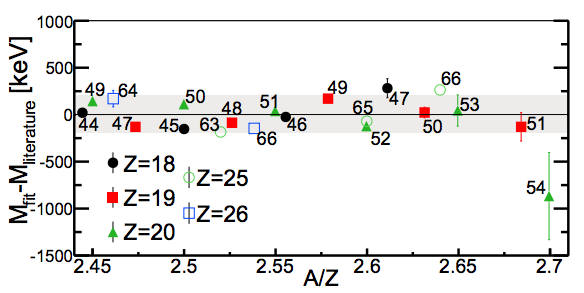 1000
500
0
-500
-1000
-1500
M_fit-M_literature [keV]
49 64 50 51 49 47 66 53
44 47 45 63 48 66 46 65 52 50 51
54
Z=18 Z=25
Z=19 Z=26
Z=20
2.45 2.5 2.55 2.6 2.65 2.7
A/Z